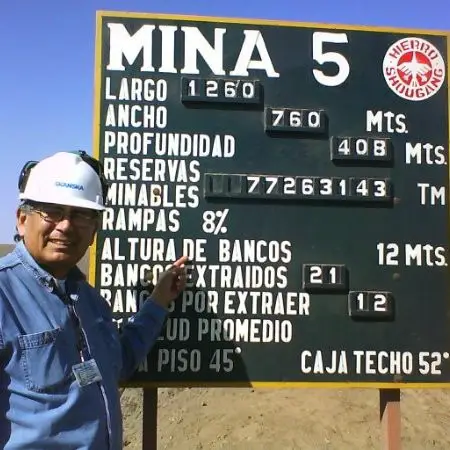 MINA 5
HIERRO SHOUGANG
LARGO 1260
ANCHO 760 Mts.
PROFUNDIDAD 408 Mts.
RESERVAS
MINABLES 77263143 TM
RAMPAS 8%
ALTURA DE BANCOS 12 Mts.
BANCOS EXTRAIDOS 21
POR EXTRAER 12
PROMEDIO
PISO 45° CAJA TECHO 52°